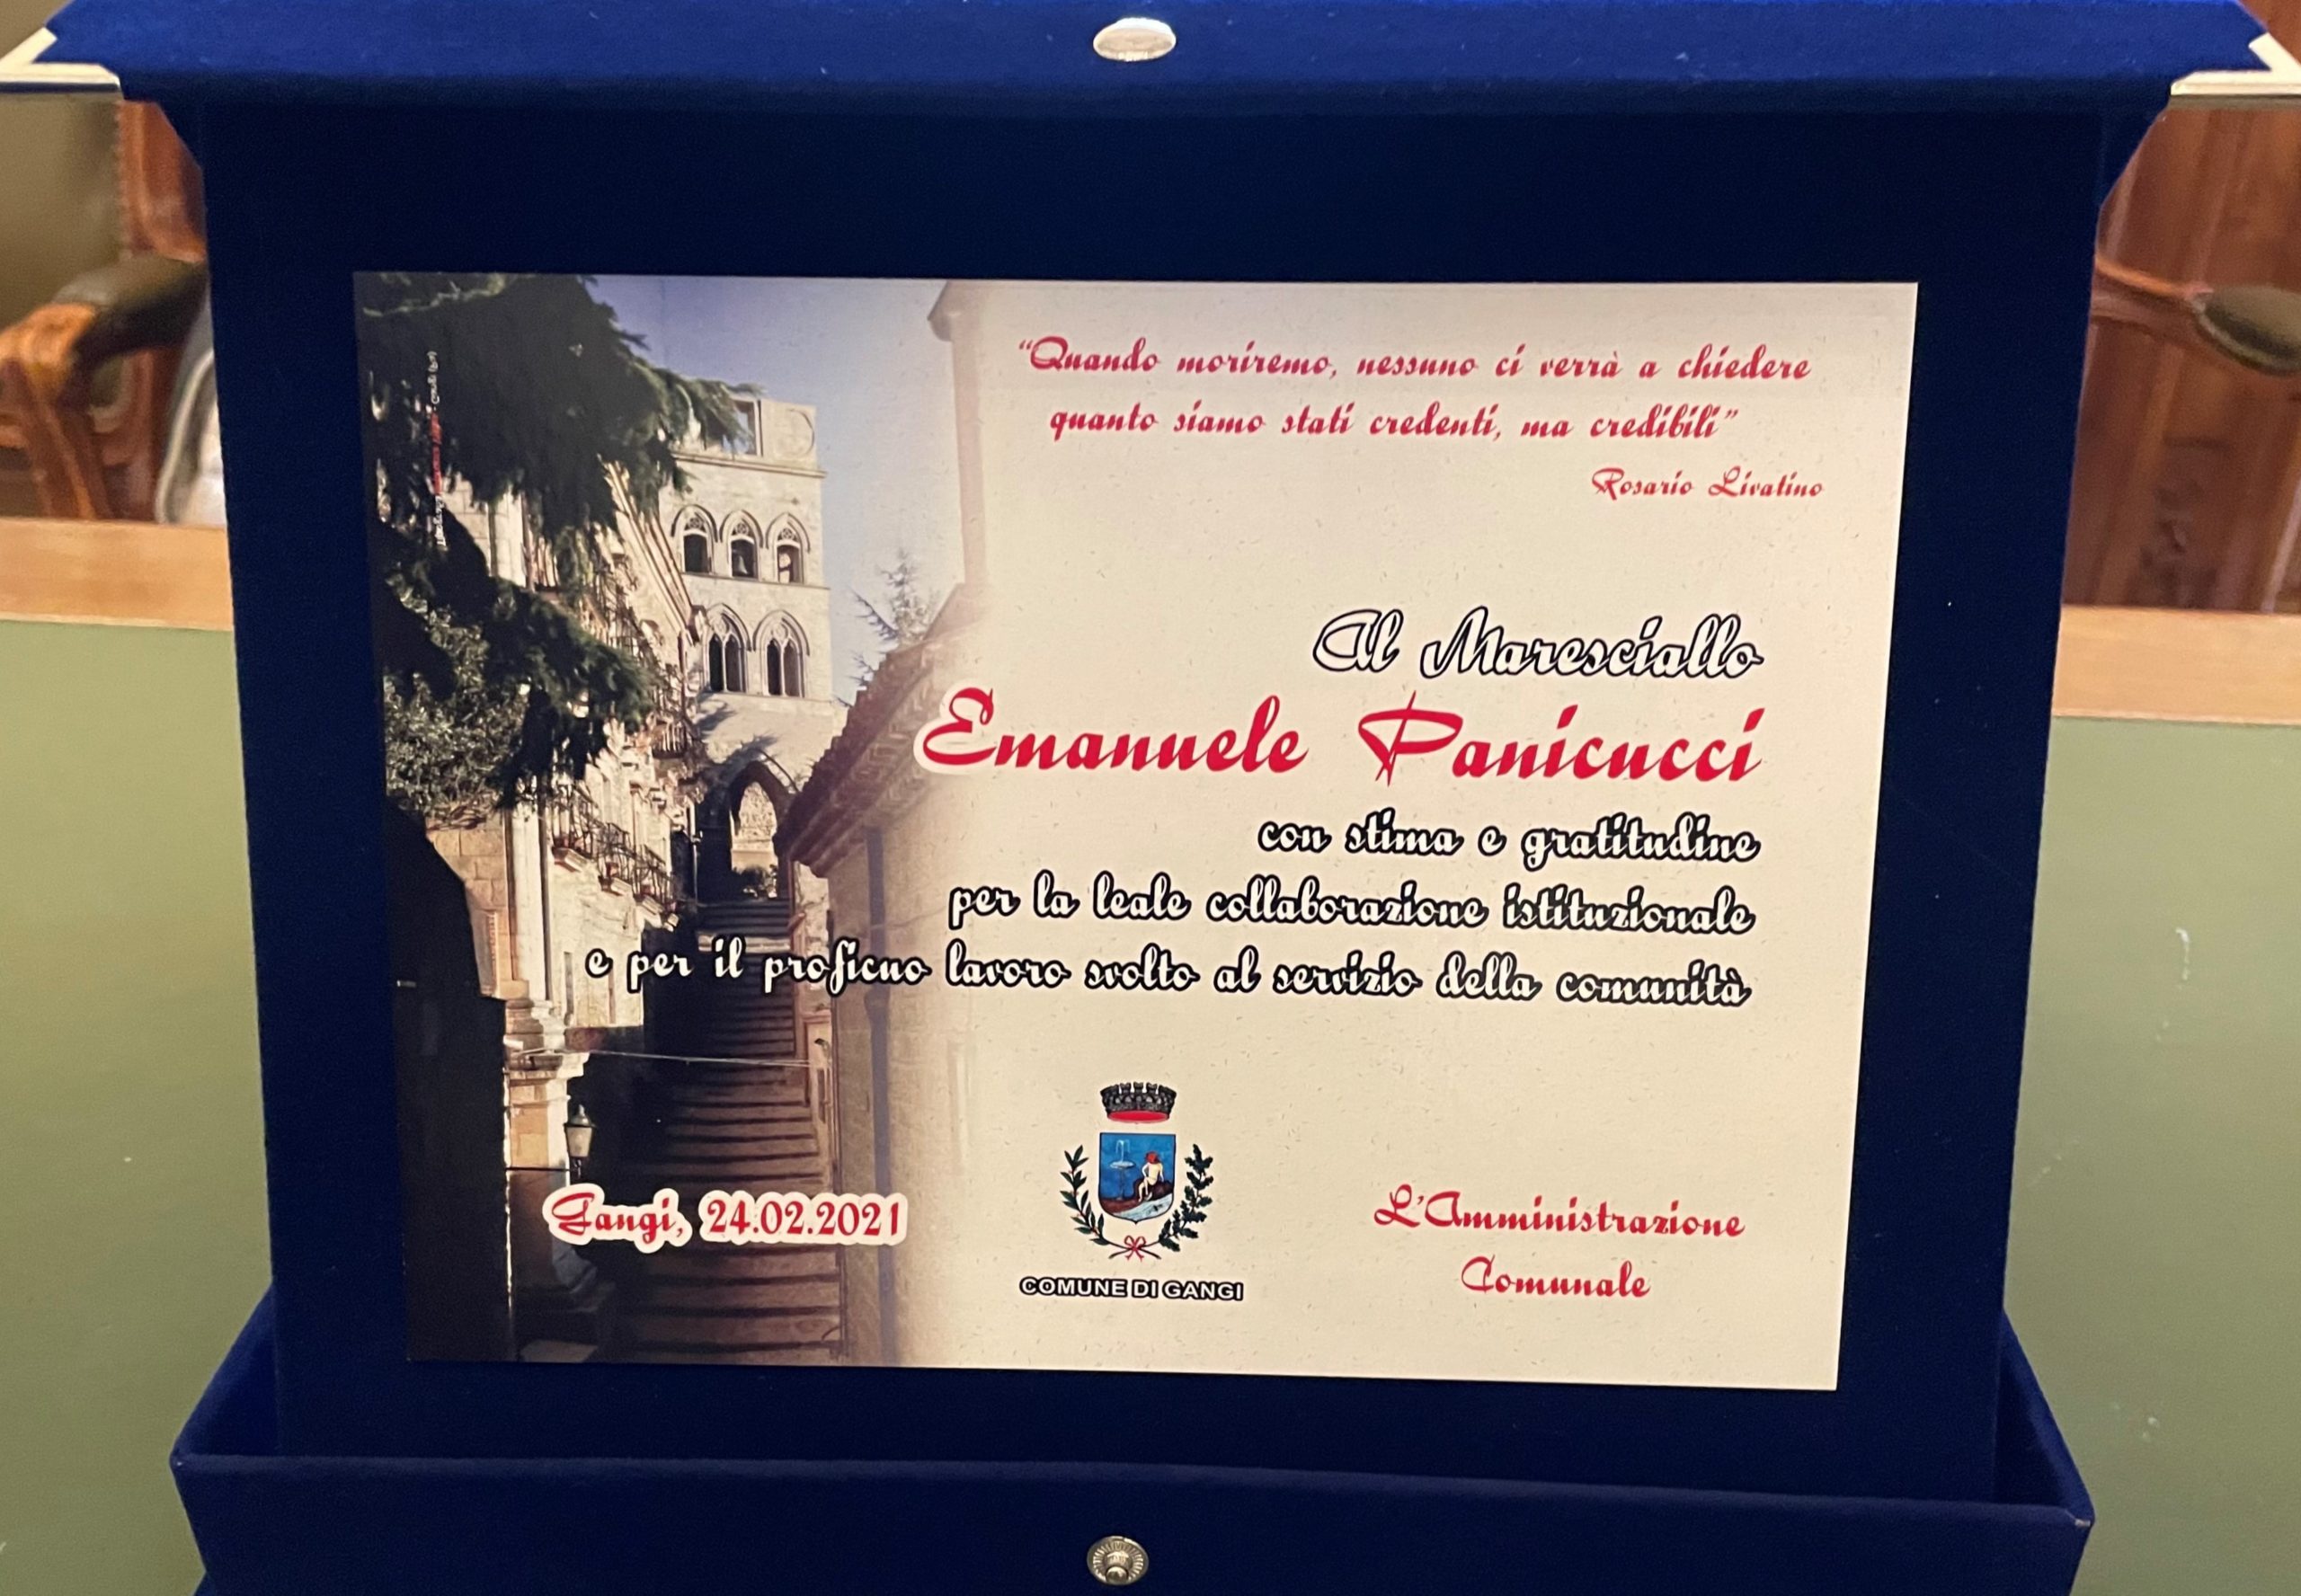 “Quando moriremo, nessuno ci verrà a chiedere
quanto siamo stati credenti, ma credibili”
Rosario Livatino
Al Maresciallo
Emanuele Panicucci
con stima e gratitudine
per la leale collaborazione istituzionale
e per il proficuo lavoro svolto al servizio della comunità
Gangi, 24.02.2021
COMUNE DI GANGI
L'Amministrazione
Comunale